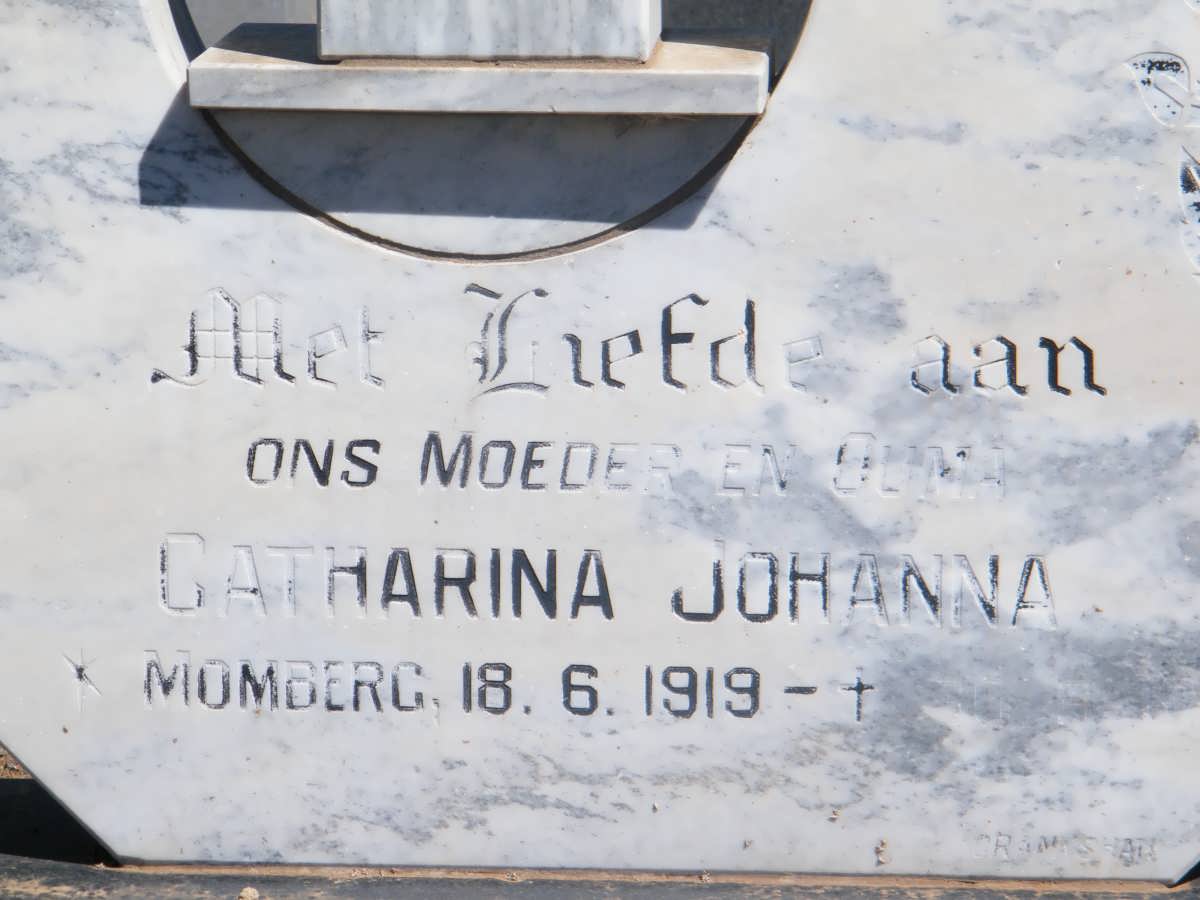 Met Liefde aan
ONS MOEDER EN OUMA
CATHARINA JOHANNA
* MOMBERG, 18. 6. 1919 - †